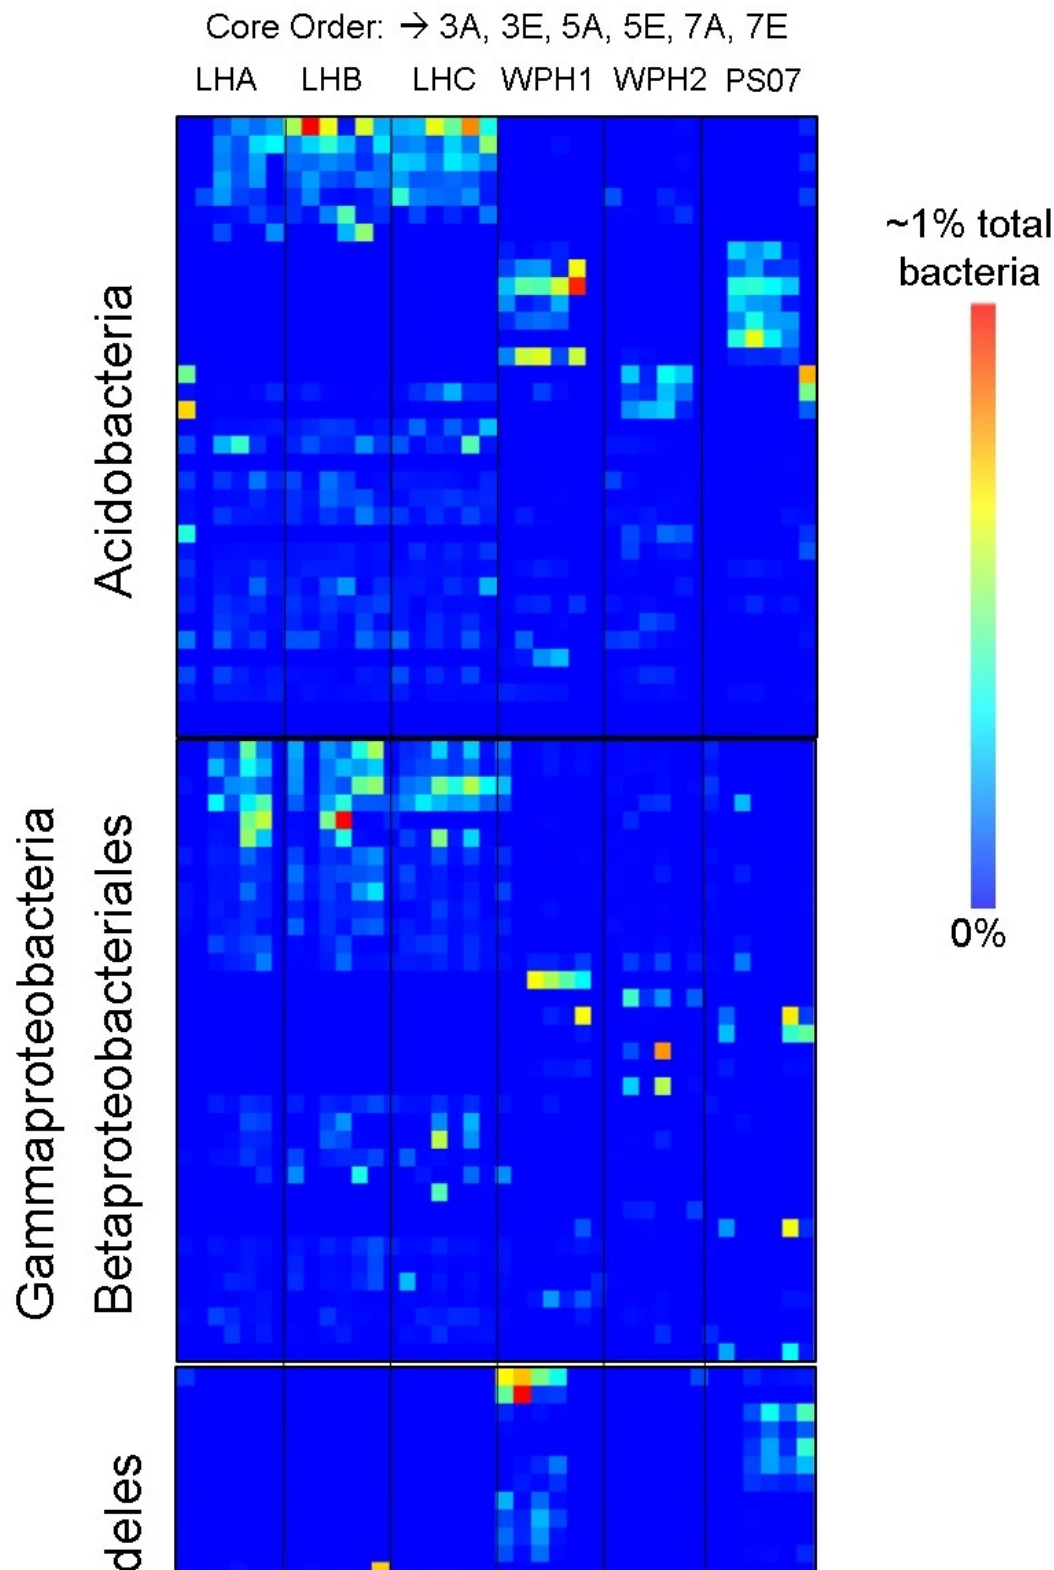 Core Order: → 3A, 3E, 5A, 5E, 7A, 7E
LHA LHB LHC WPH1 WPH2 PS07
~1% total
bacteria
0%
Acidobacteria
Gammaproteobacteria
Betaproteobacteriales
deles